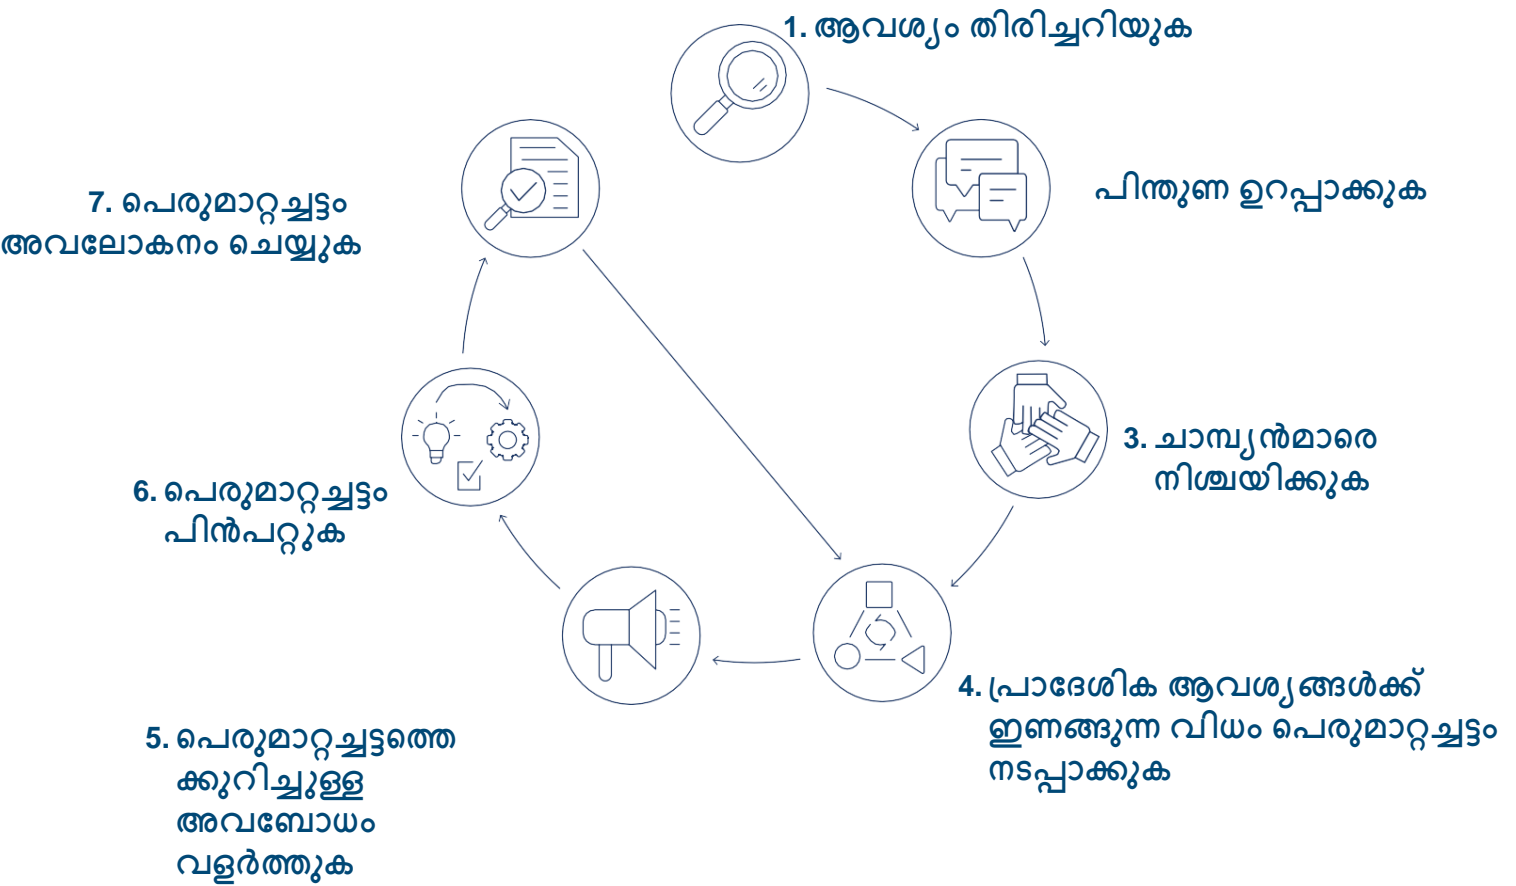 1. ആവശ്യം തിരിച്ചറിയുക
പിന്തുണ ഉറപ്പാക്കുക
3. ചാമ്പ്യൻമാരെ
നിശ്ചയിക്കുക
4. പ്രാദേശിക ആവശ്യങ്ങൾക്ക്
ഇണങ്ങുന്ന വിധം പെരുമാറ്റച്ചട്ടം
നടപ്പാക്കുക
5. പെരുമാറ്റച്ചട്ടത്തെ
ക്കുറിച്ചുള്ള
അവബോധം
വളർത്തുക
6. പെരുമാറ്റച്ചട്ടം
പിൻപറ്റുക
7. പെരുമാറ്റച്ചട്ടം
അവലോകനം ചെയ്യുക